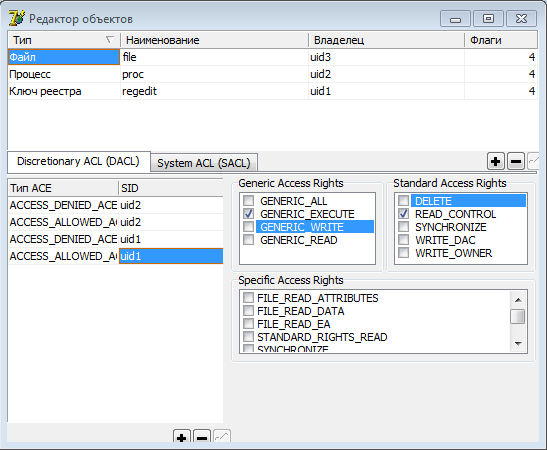 Редактор объектов
Тип Наименование Владелец Флаги
Файл file uid3 4
Процесс proc uid2 4
Ключ реестра regedit uid1 4
Discretionary ACL (DACL) System ACL (SACL)
Тип ACE SID
ACCESS_DENIED_ACE uid2
ACCESS_ALLOWED_A uid2
ACCESS_DENIED_ACE uid1
ACCESS_ALLOWED_A uid1
Generic Access Rights
GENERIC_ALL
GENERIC_EXECUTE
GENERIC_WRITE
GENERIC_READ
Standard Access Rights
DELETE
READ_CONTROL
SYNCHRONIZE
WRITE_DAC
WRITE_OWNER
Specific Access Rights
FILE_READ_ATTRIBUTES
FILE_READ_DATA
FILE_READ_EA
STANDARD_RIGHTS_READ
SYNCHRONIZE